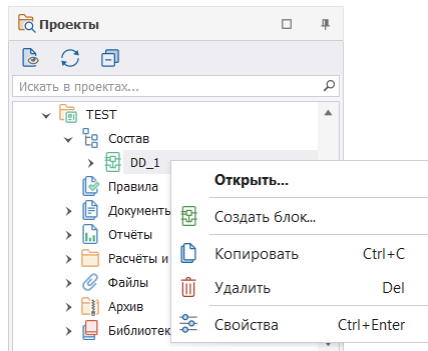 Проекты
Искать в проектах...
TEST
Состав
DD_1
Правила
Документы
Отчёты
Расчёты и
Файлы
Архив
Библиотек
Открыть...
Создать блок...
Копировать Ctrl+C
Удалить Del
Свойства Ctrl+Enter